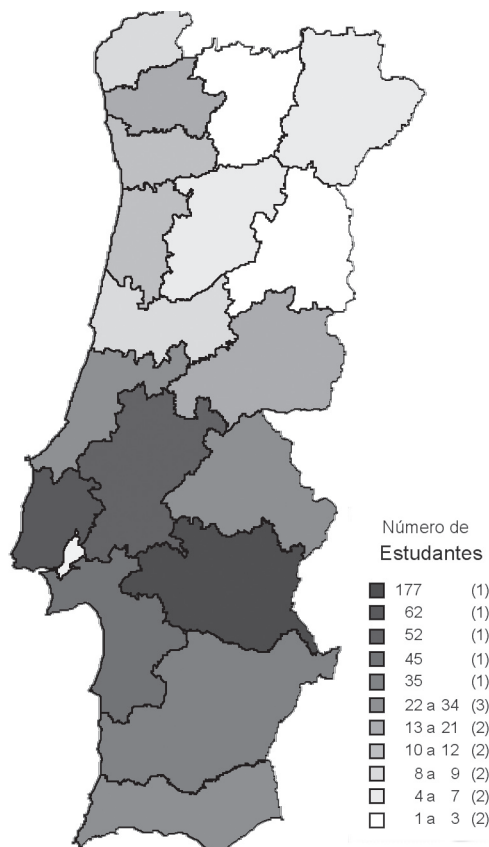 Número de
Estudantes
177 (1)
62 (1)
52 (1)
45 (1)
35 (1)
22 a 34 (3)
13 a 21 (2)
10 a 12 (2)
8 a 9 (2)
4 a 7 (2)
1 a 3 (2)